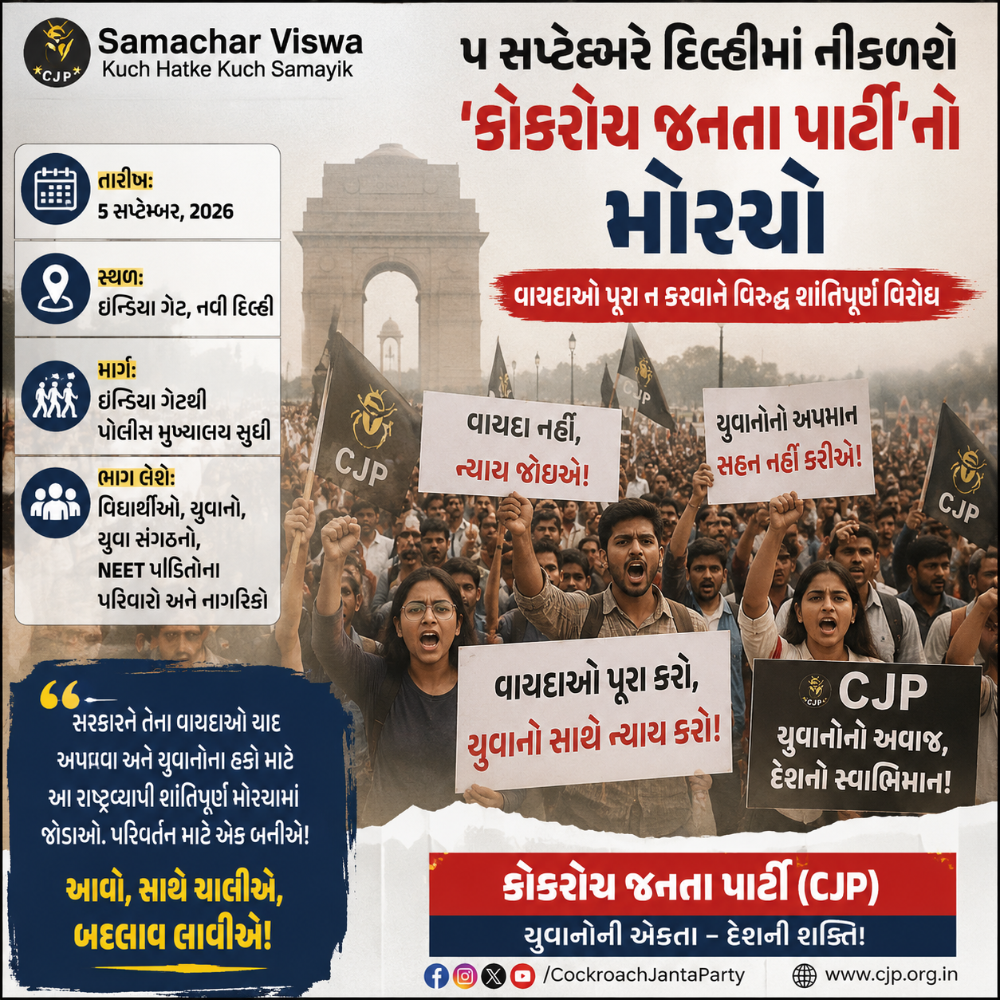 CJP
Samachar Viswa
Kuch Hatke Kuch Samayik
૫ સપ્ટેમ્બરે દિલ્હીમાં નીકળશે
‘કોકરોચ જનતા પાર્ટી’નો
મોરચો
વાયદાઓ પૂરા ન કરવાને વિરુદ્ધ શાંતિપૂર્ણ વિરોધ
તારીખ:
5 સપ્ટેમ્બર, 2026
સ્થળ:
ઇન્ડિયા ગેટ, નવી દિલ્હી
માર્ગ:
ઇન્ડિયા ગેટથી
પોલીસ મુખ્યાલય સુધી
ભાગ લેશે:
વિદ્યાર્થીઓ, યુવાનો,
યુવા સંગઠનો,
NEET પીડિતોના
પરિવારો અને નાગરિકો
CJP
વાયદા નહીં,
ન્યાય જોઇએ!
CJP
યુવાનોનો અપમાન
સહન નહીં કરીએ!
CJP
વાયદાઓ પૂરા કરો,
યુવાનો સાથે ન્યાય કરો!
CJP
CJP
યુવાનોનો અવાજ,
દેશનો સ્વાભિમાન!
“
સરકારને તેના વાયદાઓ યાદ
અને યુવાનોના હકો માટે
આ રાષ્ટ્રવ્યાપી શાંતિપૂર્ણ મોરચામાં
જોડાઓ. પરિવર્તન માટે એક બનીએ!
આવો, સાથે ચાલીએ,
બદલાવ લાવીએ!
કોકરોચ જનતા પાર્ટી (CJP)
યુવાનોની એકતા – દેશની શક્તિ!
/CockroachJantaParty
www.cjp.org.in